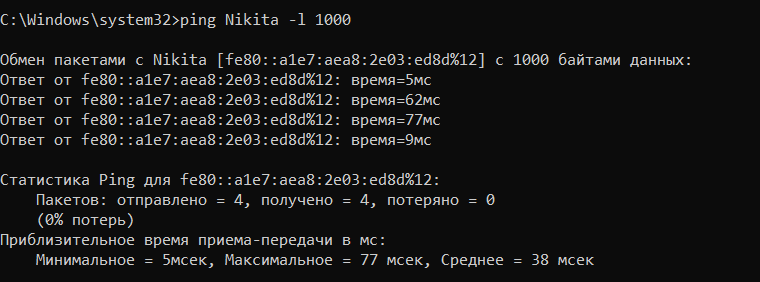 C:\Windows\system32>ping Nikita -l 1000
Обмен пакетами с Nikita [fe80::a1e7:aea8:2e03:ed8d%12] с 1000 байтами данных:
Ответ от fe80::a1e7:aea8:2e03:ed8d%12: время=5мс
Ответ от fe80::a1e7:aea8:2e03:ed8d%12: время=62мс
Ответ от fe80::a1e7:aea8:2e03:ed8d%12: время=77мс
Ответ от fe80::a1e7:aea8:2e03:ed8d%12: время=9мс
Статистика Ping для fe80::a1e7:aea8:2e03:ed8d%12:
Пакетов: отправлено = 4, получено = 4, потеряно = 0
(0% потерь)
Приблизительное время приема-передачи в мс:
Минимальное = 5мсек, Максимальное = 77 мсек, Среднее = 38 мсек